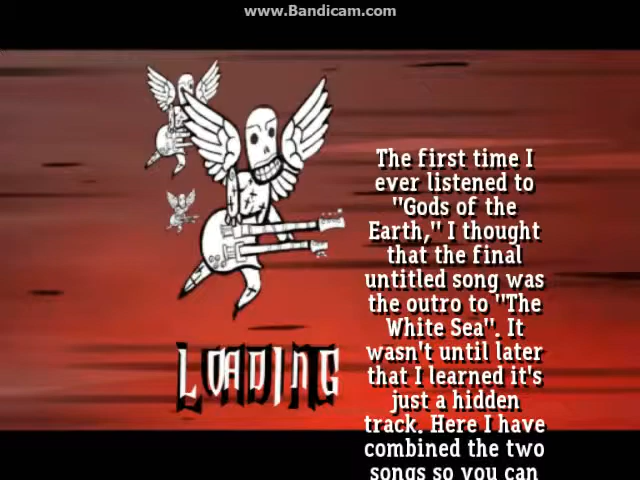 www.Bandicam.com
The first time I
ever listened to
"Gods of the
Earth," I thought
that the final
untitled song was
the outro to "The
White Sea". It
wasn't until later
that I learned it's
just a hidden
track. Here I have
combined the two
songs so you can
LOADING